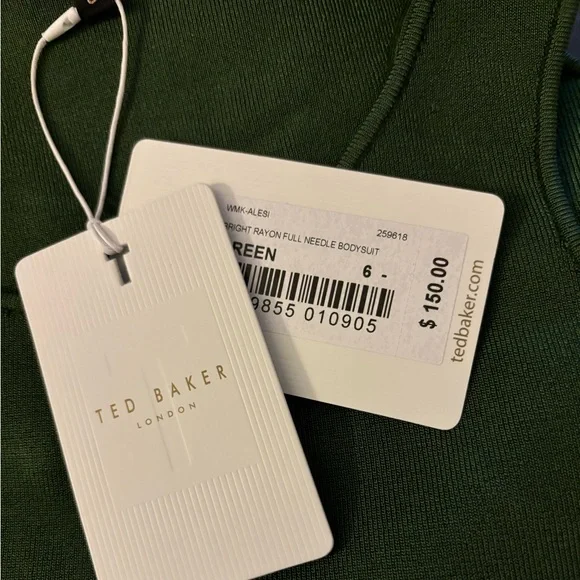 WMK-ALESI
259618
BRIGHT RAYON FULL NEEDLE BODYSUIT
REEN
6 -
9855 010905
$ 150.00
tedbaker.com
TED BAKER
LONDON